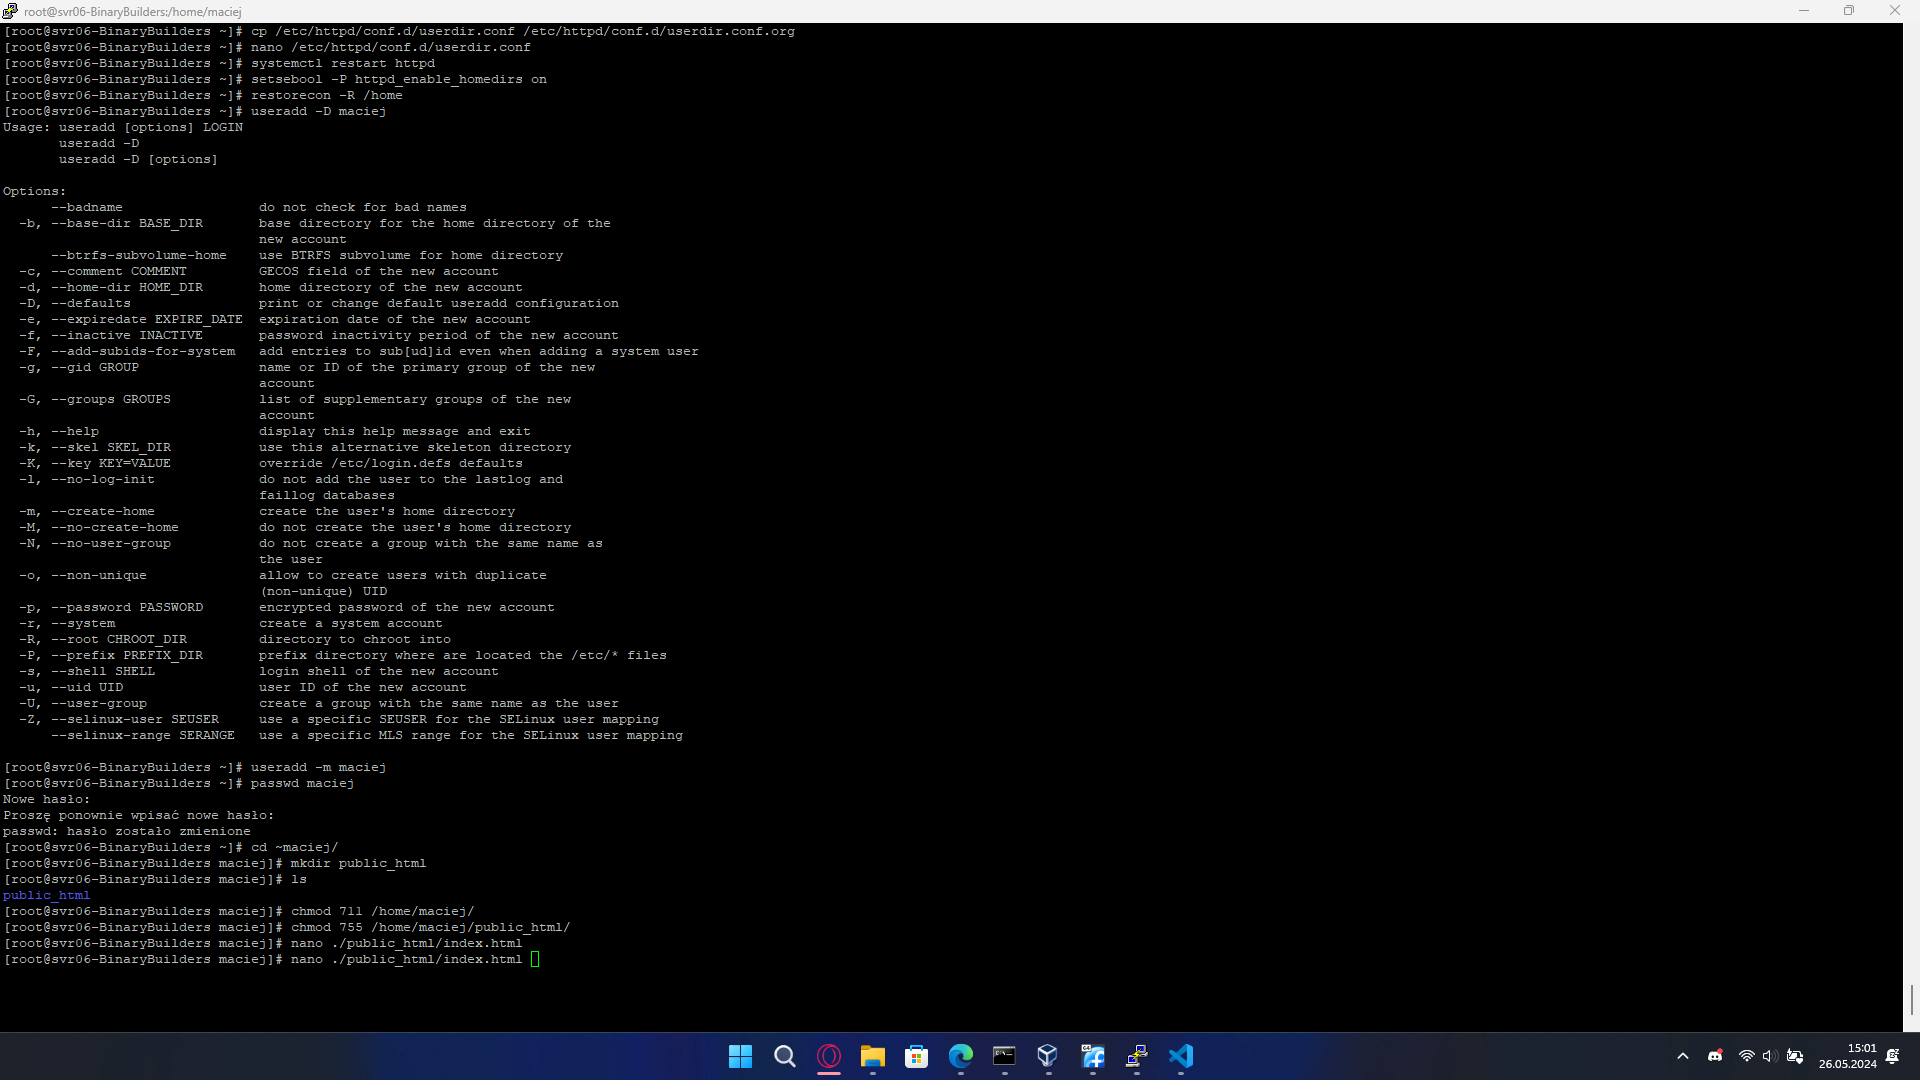 root@svr06-BinaryBuilders:/home/maciej
[root@svr06-BinaryBuilders ~]# cp /etc/httpd/conf.d/userdir.conf /etc/httpd/conf.d/userdir.conf.org
[root@svr06-BinaryBuilders ~]# nano /etc/httpd/conf.d/userdir.conf
[root@svr06-BinaryBuilders ~]# systemctl restart httpd
[root@svr06-BinaryBuilders ~]# setsebool -P httpd_enable_homedirs on
[root@svr06-BinaryBuilders ~]# restorecon -R /home
[root@svr06-BinaryBuilders ~]# useradd -D maciej
Usage: useradd [options] LOGIN
       useradd -D
       useradd -D [options]

Options:
      --badname                 do not check for bad names
  -b, --base-dir BASE_DIR       base directory for the home directory of the
                                new account
      --btrfs-subvolume-home    use BTRFS subvolume for home directory
  -c, --comment COMMENT         GECOS field of the new account
  -d, --home-dir HOME_DIR       home directory of the new account
  -D, --defaults                print or change default useradd configuration
  -e, --expiredate EXPIRE_DATE  expiration date of the new account
  -f, --inactive INACTIVE       password inactivity period of the new account
  -F, --add-subids-for-system   add entries to sub[ud]id even when adding a system user
  -g, --gid GROUP               name or ID of the primary group of the new
                                account
  -G, --groups GROUPS           list of supplementary groups of the new
                                account
  -h, --help                    display this help message and exit
  -k, --skel SKEL_DIR           use this alternative skeleton directory
  -K, --key KEY=VALUE           override /etc/login.defs defaults
  -l, --no-log-init             do not add the user to the lastlog and
                                faillog databases
  -m, --create-home             create the user's home directory
  -M, --no-create-home          do not create the user's home directory
  -N, --no-user-group           do not create a group with the same name as
                                the user
  -o, --non-unique              allow to create users with duplicate
                                (non-unique) UID
  -p, --password PASSWORD       encrypted password of the new account
  -r, --system                  create a system account
  -R, --root CHROOT_DIR         directory to chroot into
  -P, --prefix PREFIX_DIR       prefix directory where are located the /etc/* files
  -s, --shell SHELL             login shell of the new account
  -u, --uid UID                 user ID of the new account
  -U, --user-group              create a group with the same name as the user
  -Z, --selinux-user SEUSER     use a specific SEUSER for the SELinux user mapping
      --selinux-range SERANGE   use a specific MLS range for the SELinux user mapping

[root@svr06-BinaryBuilders ~]# useradd -m maciej
[root@svr06-BinaryBuilders ~]# passwd maciej
Nowe hasło:
Proszę ponownie wpisać nowe hasło:
passwd: hasło zostało zmienione
[root@svr06-BinaryBuilders ~]# cd ~maciej/
[root@svr06-BinaryBuilders maciej]# mkdir public_html
[root@svr06-BinaryBuilders maciej]# ls
public_html
[root@svr06-BinaryBuilders maciej]# chmod 711 /home/maciej/
[root@svr06-BinaryBuilders maciej]# chmod 755 /home/maciej/public_html/
[root@svr06-BinaryBuilders maciej]# nano ./public_html/index.html
[root@svr06-BinaryBuilders maciej]# nano ./public_html/index.html
15:01
26.05.2024